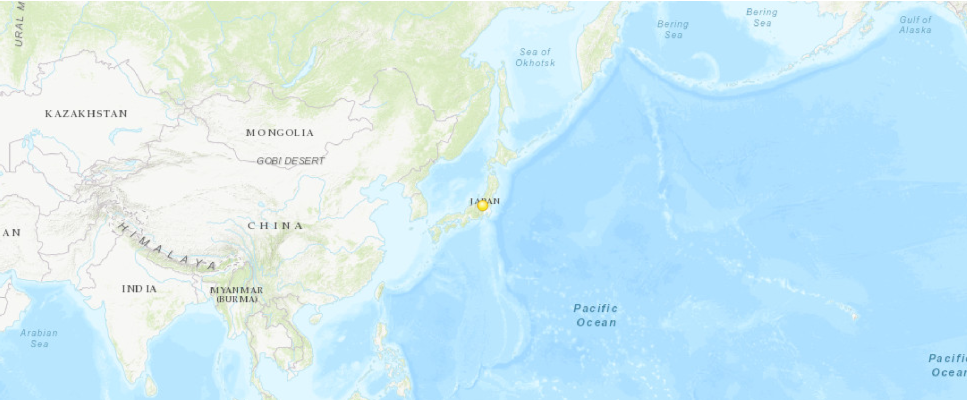 URAL M
Bering
Sea
Bering
Sea
Gulf of
Alaska
Sea of
Okhotsk
KAZAKHSTAN
MONGOLIA
GOBI DESERT
JAPAN
AN
CHINA
HIMALAYA
INDIA
MYANMAR
(BURMA)
Pacific
Ocean
Arabian
Sea
Pacific
Ocean